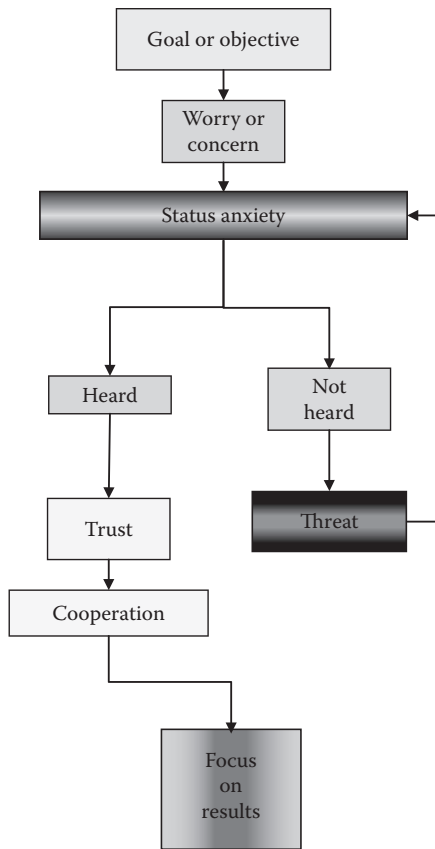 Goal or objective
Worry or
concern
Status anxiety
Heard
Not
heard
Trust
Threat
Cooperation
Focus
on
results